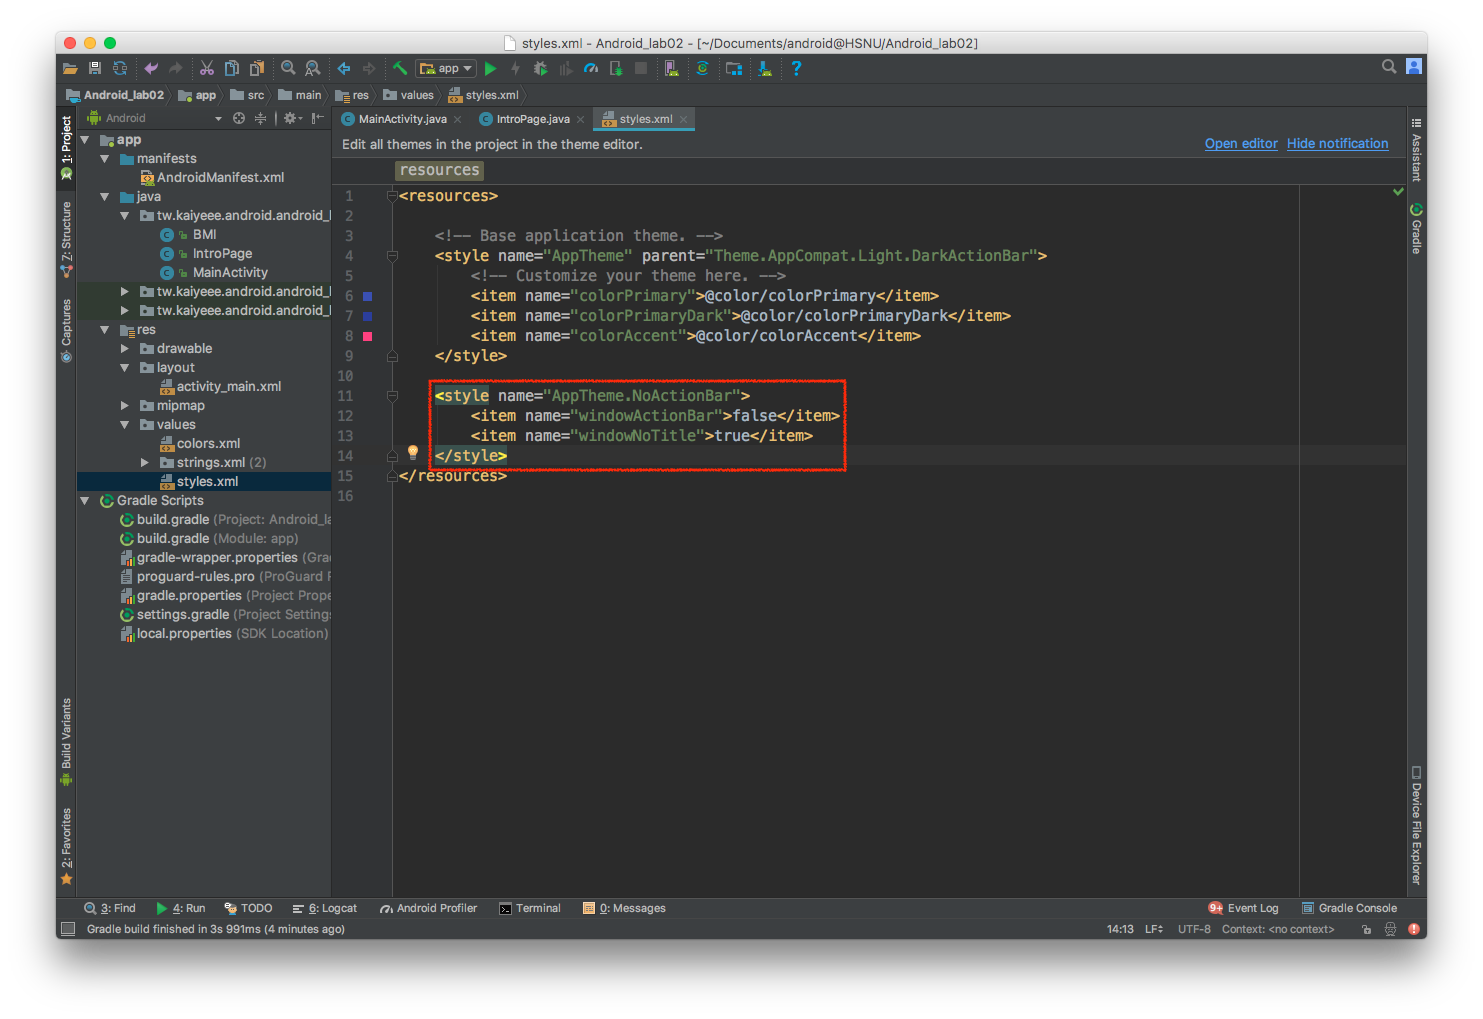 styles.xml - Android_lab02 - [~/Documents/android@HSNU/Android_lab02]
app
Android_lab02 app src main res values styles.xml
Android
MainActivity.java IntroPage.java styles.xml
Edit all themes in the project in the theme editor. Open editor Hide notification
resources
1: Project
Z: Structure
Captures
Build Variants
2: Favorites
app
manifests
AndroidManifest.xml
java
tw.kaiyeee.android.android_l
BMI
IntroPage
MainActivity
tw.kaiyeee.android.android_l
tw.kaiyeee.android.android_l
res
drawable
layout
activity_main.xml
mipmap
values
colors.xml
strings.xml (2)
styles.xml
Gradle Scripts
build.gradle (Project: Android_la
build.gradle (Module: app)
gradle-wrapper.properties (Gra
proguard-rules.pro (ProGuard R
gradle.properties (Project Prope
settings.gradle (Project Settings
local.properties (SDK Location)
1 <resources>
2
3 <!-- Base application theme. -->
4 <style name="AppTheme" parent="Theme.AppCompat.Light.DarkActionBar">
5 <!-- Customize your theme here. -->
6 <item name="colorPrimary">@color/colorPrimary</item>
7 <item name="colorPrimaryDark">@color/colorPrimaryDark</item>
8 <item name="colorAccent">@color/colorAccent</item>
9 </style>
10
11 <style name="AppTheme.NoActionBar">
12 <item name="windowActionBar">false</item>
13 <item name="windowNoTitle">true</item>
14 </style>
15 </resources>
16
Assistant
Gradle
Device File Explorer
3: Find 4: Run TODO 6: Logcat Android Profiler Terminal 0: Messages 9+ Event Log Gradle Console
Gradle build finished in 3s 991ms (4 minutes ago) 14:13 LF UTF-8 Context: <no context>